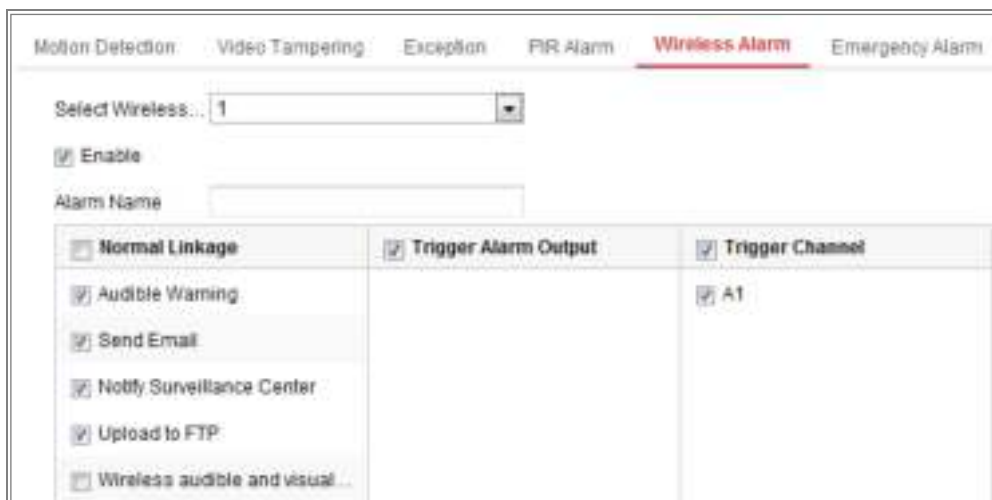 Motion Detection Video Tampering Exception PIR Alarm Wireless Alarm Emergency Alarm
Select Wireless... 1
Enable
Alarm Name
Normal Linkage Trigger Alarm Output Trigger Channel
Audible Warning A1
Send Email
Notify Surveillance Center
Upload to FTP
Wireless audible and visual...